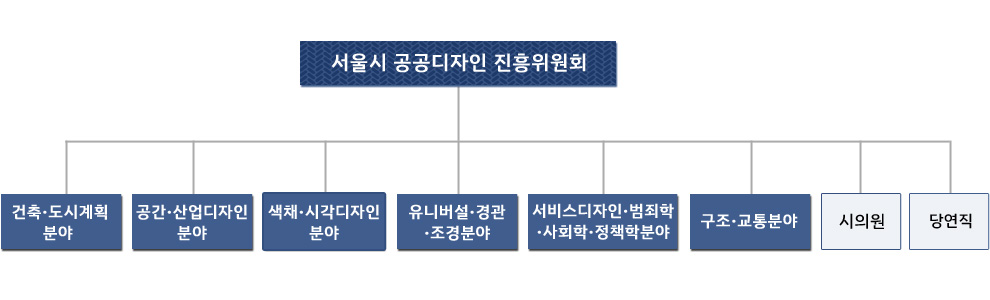 서울시 공공디자인 진흥위원회
건축·도시계획
분야
공간·산업디자인
분야
색채·시각디자인
분야
유니버설·경관
·조경분야
서비스디자인·범죄학
·사회학·정책학분야
구조·교통분야
시의원
당연직